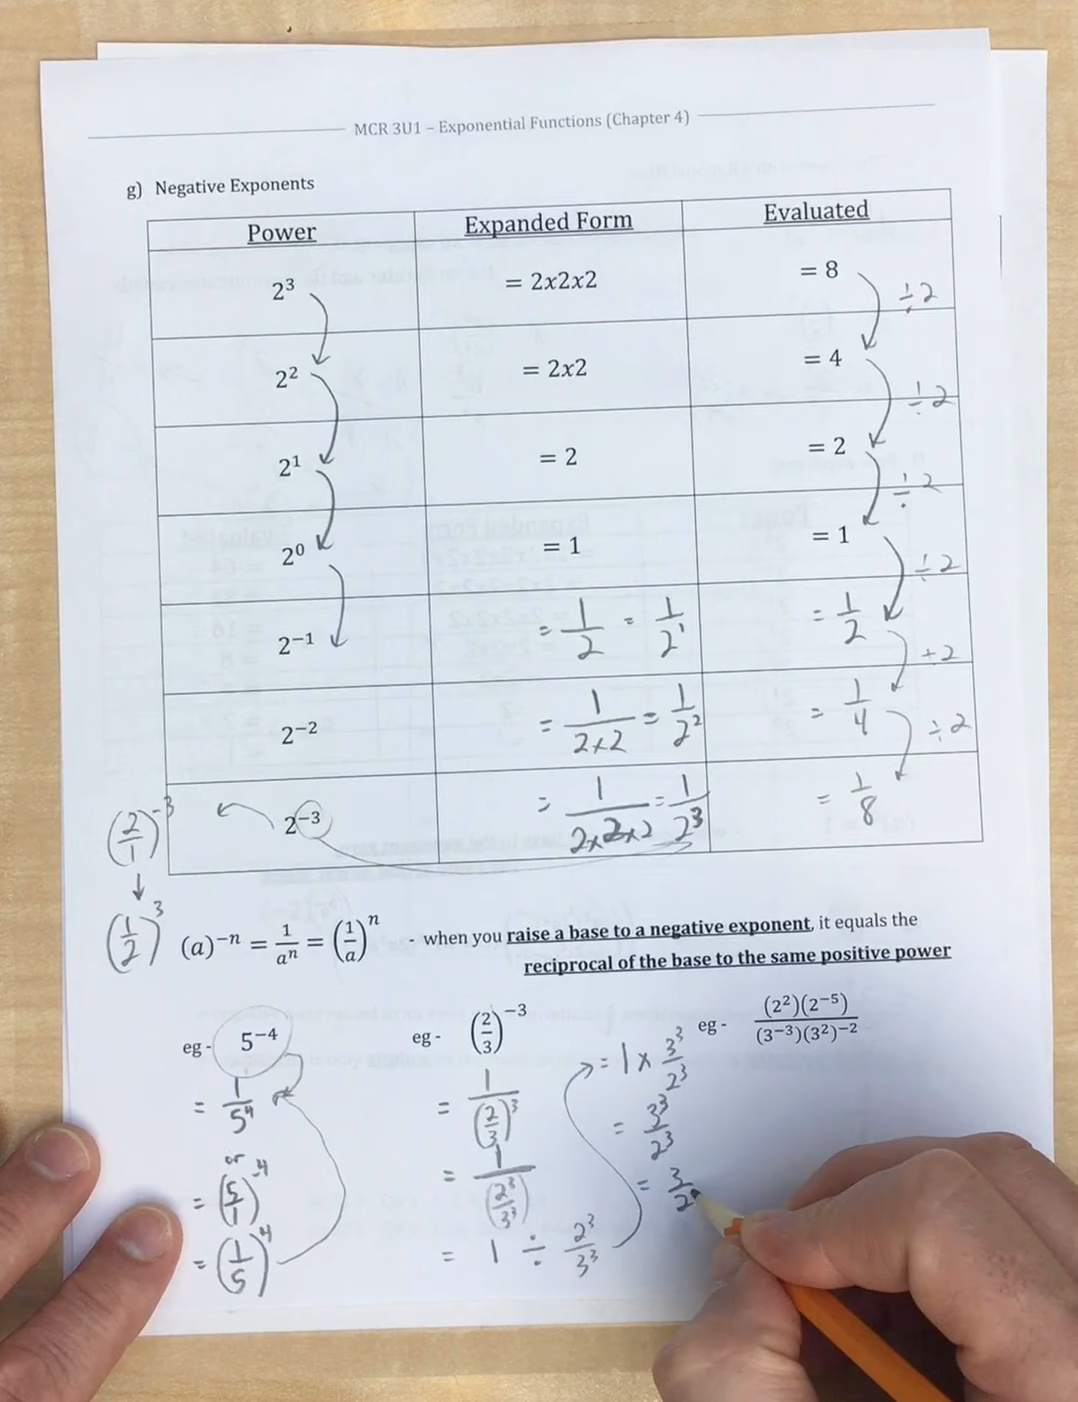 MCR 3U1 – Exponential Functions (Chapter 4)
g) Negative Exponents
Power Expanded Form Evaluated
2³ = 2x2x2 = 8 ÷2
2² = 2x2 = 4 ÷2
2¹ = 2 = 2 ÷2
2⁰ = 1 = 1 ÷2
2⁻¹ = 1/2 = 1/2¹ = 1/2 ÷2
2⁻² = 1/(2x2) = 1/2² = 1/4 ÷2
(2/1)⁻³ 2⁻³ = 1/(2x2x2) = 1/2³ = 1/8
(1/2)³ (a)⁻ⁿ = 1/aⁿ = (1/a)ⁿ - when you raise a base to a negative exponent, it equals the
reciprocal of the base to the same positive power
eg - 5⁻⁴
= 1/5⁴
or
= (5/1)⁻⁴
= (1/5)⁴
eg - (2/3)⁻³
= 1/(2/3)³
= 1/(2³/3³)
= 1 ÷ 2³/3³
= 1 x 3³/2³
= 3³/2³
= 3/2
eg - (2²)(2⁻⁵)/(3⁻³)(3²)⁻²